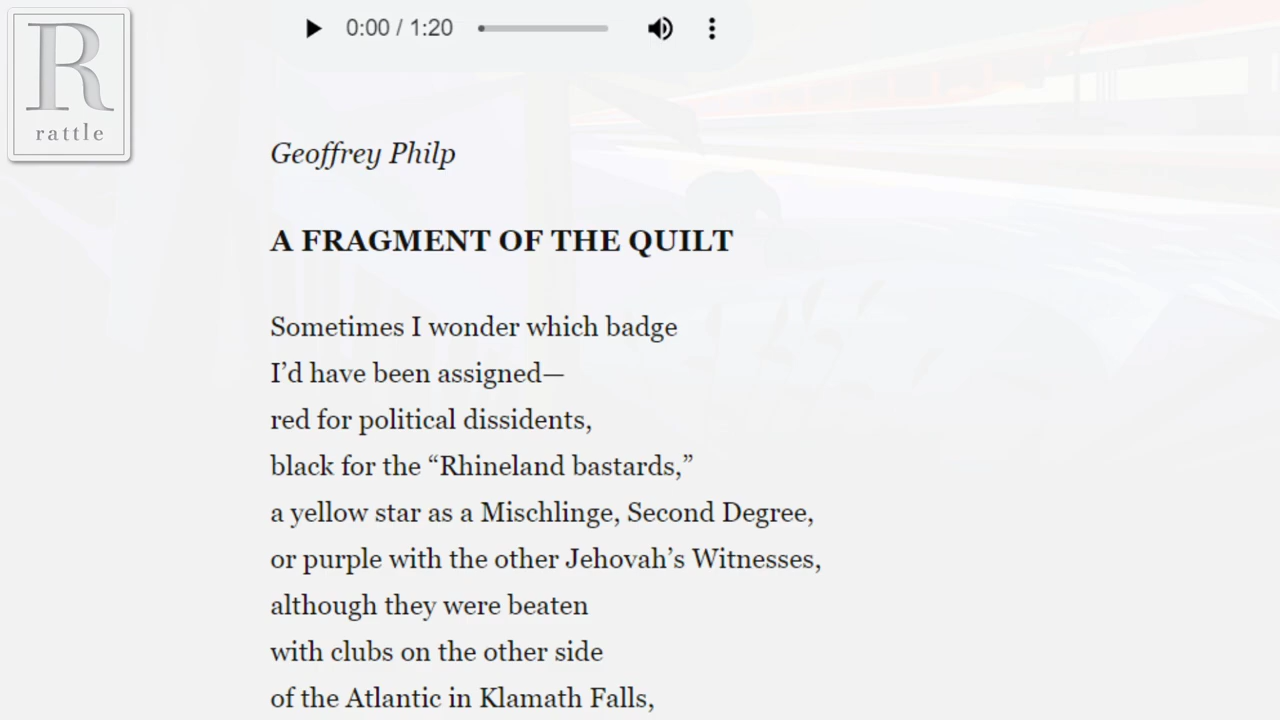 R
rattle
0:00 / 1:20
Geoffrey Philp
A FRAGMENT OF THE QUILT
Sometimes I wonder which badge
I’d have been assigned—
red for political dissidents,
black for the “Rhineland bastards,”
a yellow star as a Mischlinge, Second Degree,
or purple with the other Jehovah’s Witnesses,
although they were beaten
with clubs on the other side
of the Atlantic in Klamath Falls,